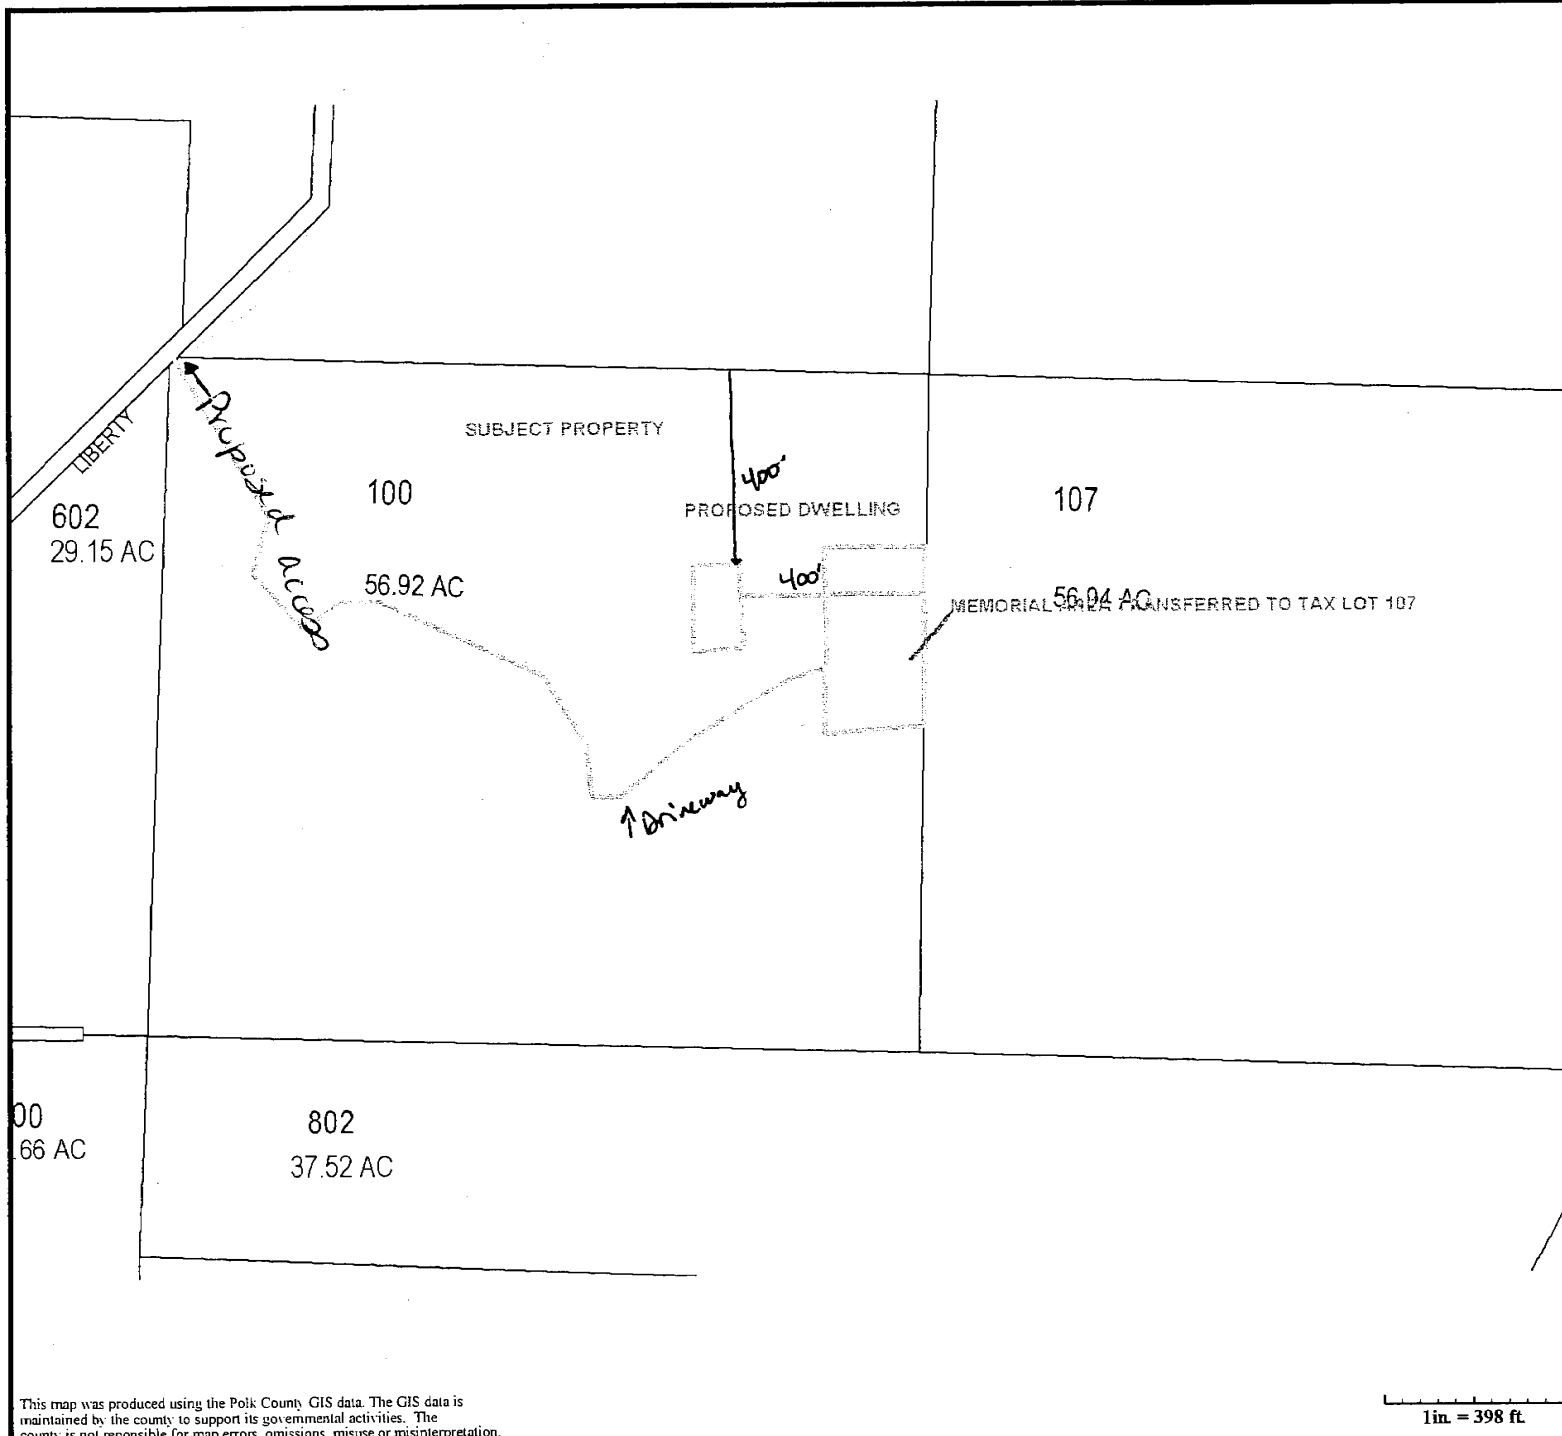 SUBJECT PROPERTY
Proposed access
LIBERTY
400'
100
107
PROPOSED DWELLING
602
29.15 AC
400'
56.92 AC
56.94 AC
MEMORIAL AREA TRANSFERRED TO TAX LOT 107
↑ Driveway
00
.66 AC
802
37.52 AC
This map was produced using the Polk County GIS data. The GIS data is
maintained by the county to support its governmental activities. The
county is not reponsible for map errors, omissions, misuse or misinterpretation.
1in. = 398 ft.